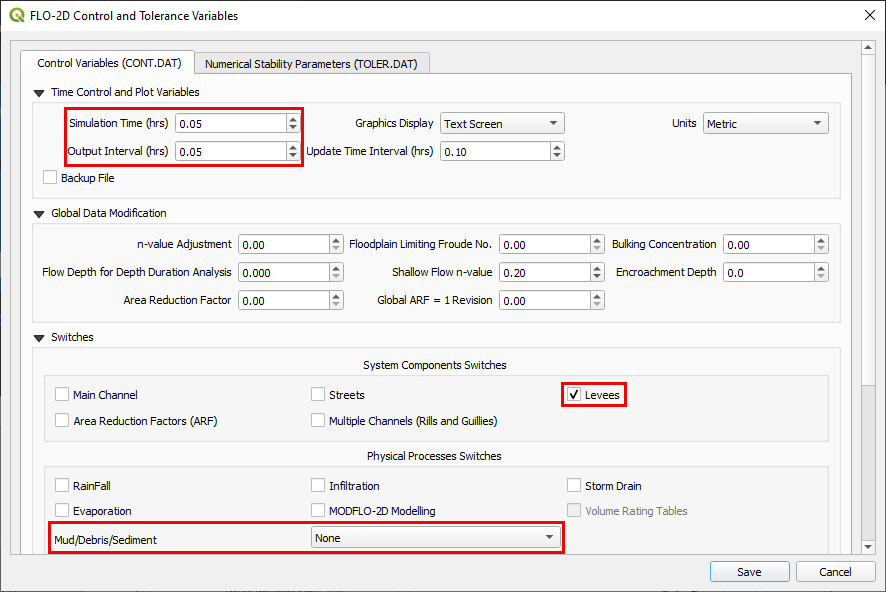 FLO-2D Control and Tolerance Variables
Control Variables (CONT.DAT) Numerical Stability Parameters (TOLER.DAT)
Time Control and Plot Variables
Simulation Time (hrs) 0.05 Graphics Display Text Screen Units Metric
Output Interval (hrs) 0.05 Update Time Interval (hrs) 0.10
Backup File
Global Data Modification
n-value Adjustment 0.00 Floodplain Limiting Froude No. 0.00 Bulking Concentration 0.00
Flow Depth for Depth Duration Analysis 0.000 Shallow Flow n-value 0.20 Encroachment Depth 0.0
Area Reduction Factor 0.00 Global ARF = 1 Revision 0.00
Switches
System Components Switches
Main Channel Streets Levees
Area Reduction Factors (ARF) Multiple Channels (Rills and Guillies)
Physical Processes Switches
RainFall Infiltration Storm Drain
Evaporation MODFLO-2D Modelling Volume Rating Tables
Mud/Debris/Sediment None
Save Cancel